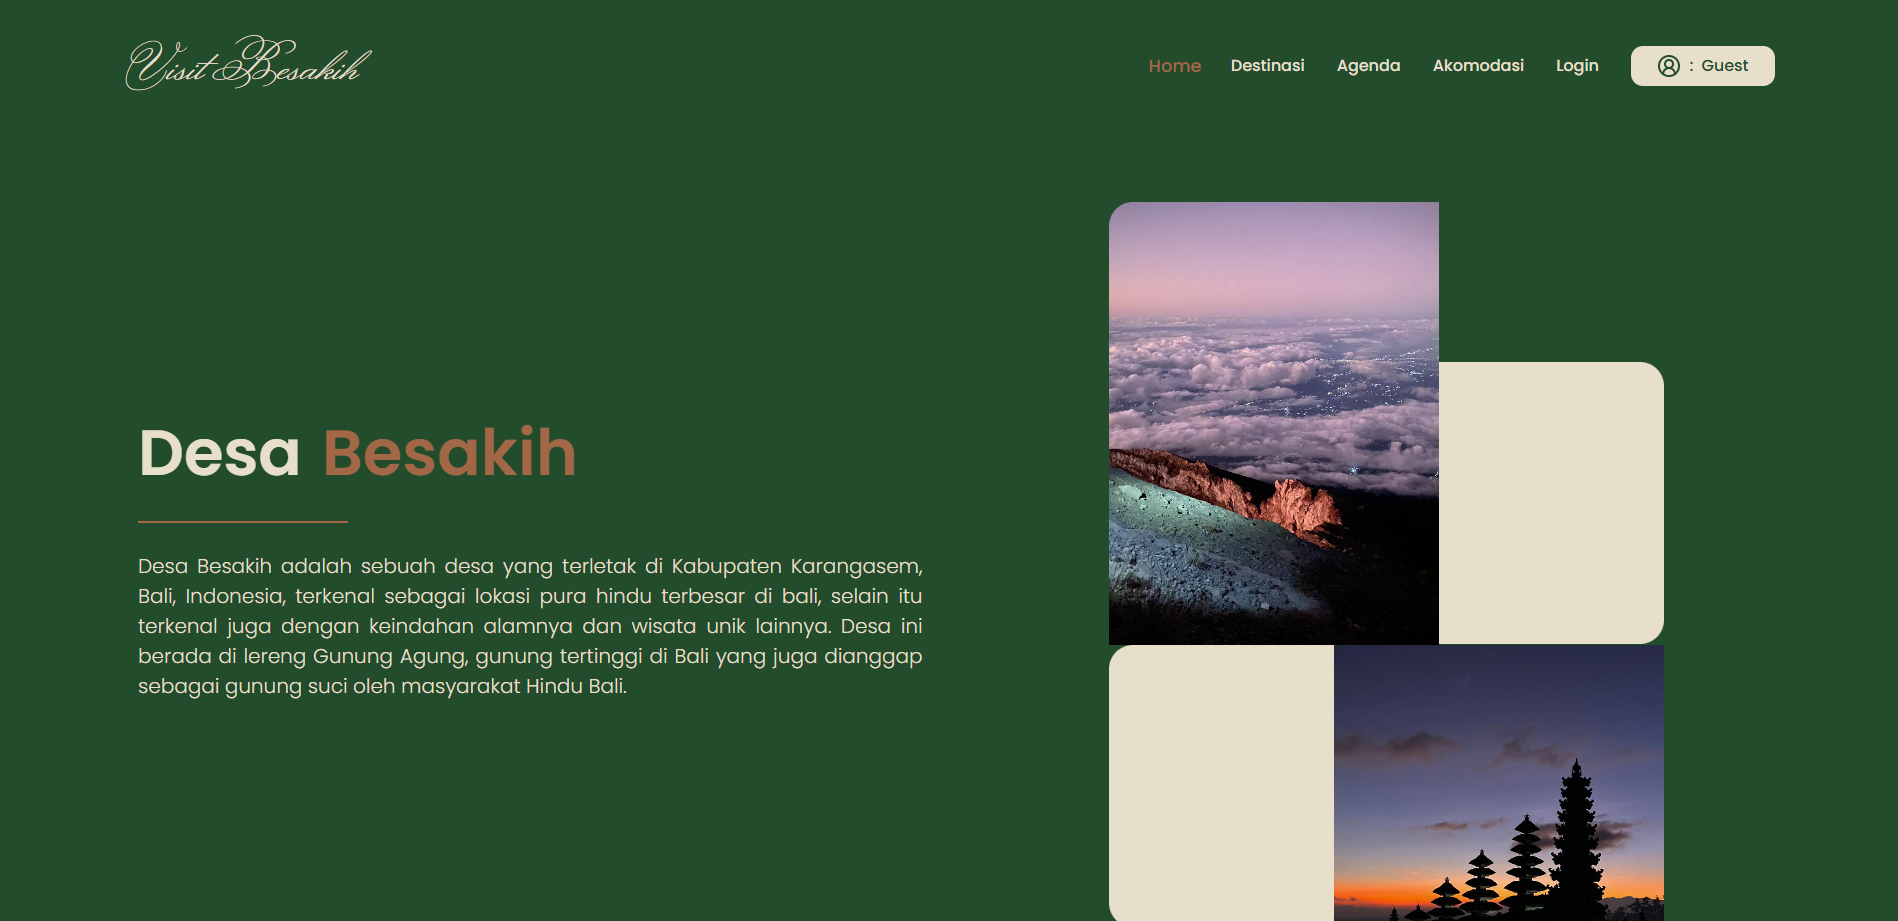 Visit Besakih
Home Destinasi Agenda Akomodasi Login : Guest
Desa Besakih
Desa Besakih adalah sebuah desa yang terletak di Kabupaten Karangasem,
Bali, Indonesia, terkenal sebagai lokasi pura hindu terbesar di bali, selain itu
terkenal juga dengan keindahan alamnya dan wisata unik lainnya. Desa ini
berada di lereng Gunung Agung, gunung tertinggi di Bali yang juga dianggap
sebagai gunung suci oleh masyarakat Hindu Bali.